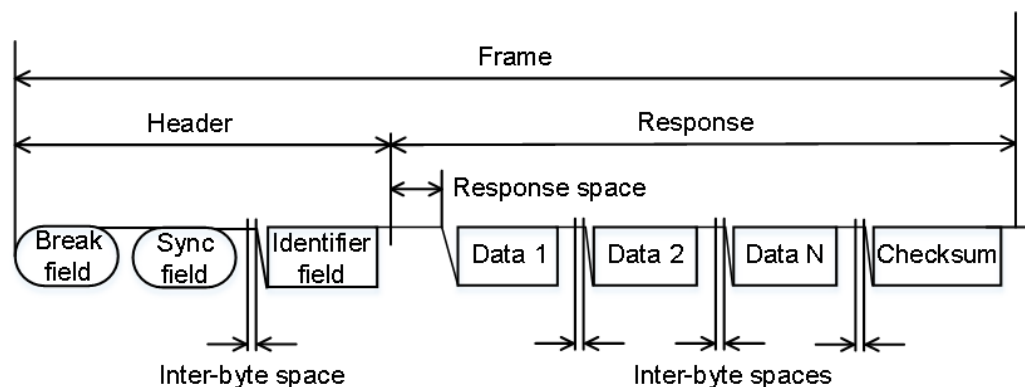 Frame
Header
Response
Response space
Break
field
Sync
field
Identifier
field
Data 1
Data 2
Data N
Checksum
Inter-byte space
Inter-byte spaces